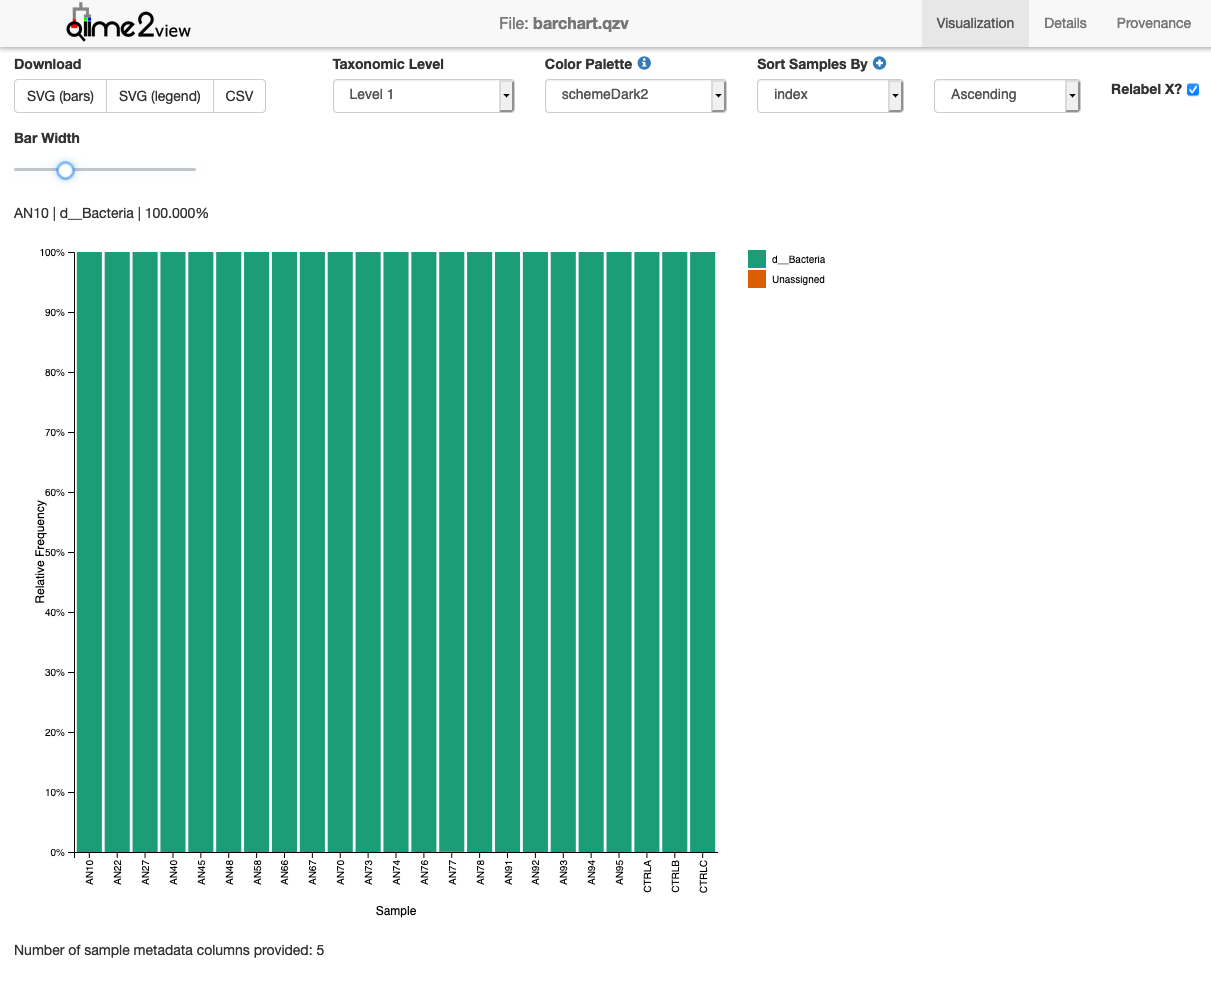 qiime2view
File: barchart.qzv
Visualization
Details
Provenance
Download
SVG (bars)
SVG (legend)
CSV
Taxonomic Level
Level 1
Color Palette
schemeDark2
Sort Samples By
index
Ascending
Relabel X?
Bar Width
AN10 | d__Bacteria | 100.000%
100%
90%
80%
70%
60%
50%
40%
30%
20%
10%
0%
Relative Frequency
d__Bacteria
Unassigned
AN10
AN22
AN27
AN40
AN45
AN48
AN58
AN66
AN67
AN70
AN73
AN74
AN76
AN77
AN78
AN91
AN92
AN93
AN94
AN95
CTRLA
CTRLB
CTRLC
Sample
Number of sample metadata columns provided: 5